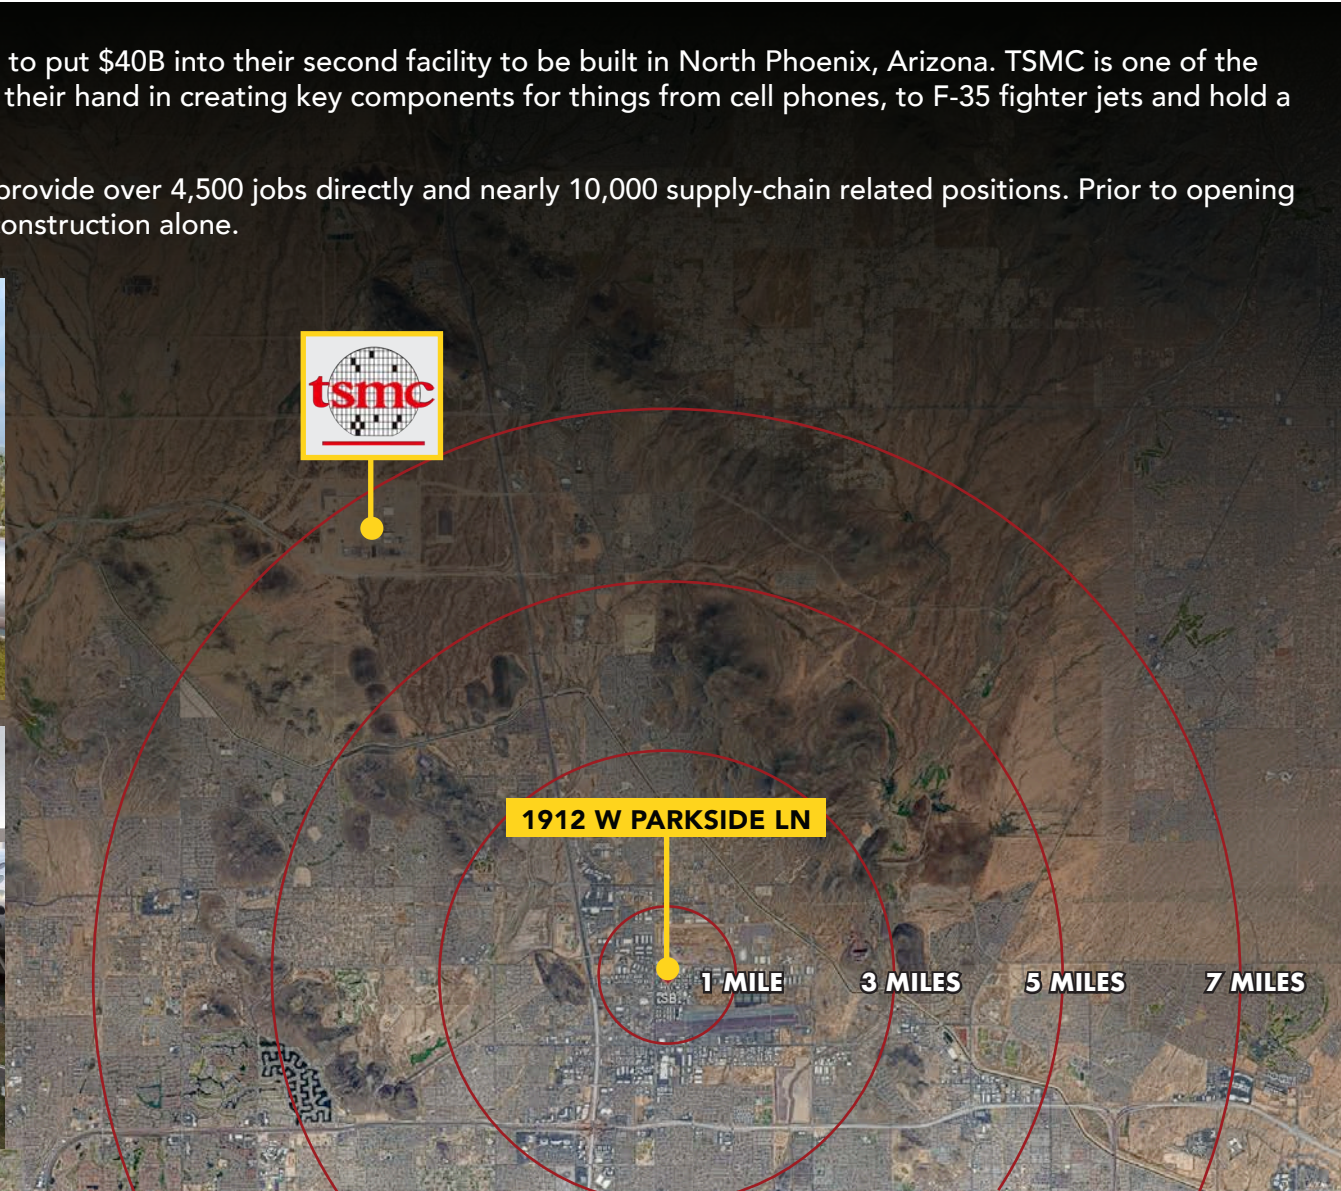 to put $40B into their second facility to be built in North Phoenix, Arizona. TSMC is one of the
their hand in creating key components for things from cell phones, to F-35 fighter jets and hold a
provide over 4,500 jobs directly and nearly 10,000 supply-chain related positions. Prior to opening
onstruction alone.
tsmc
1912 W PARKSIDE LN
1 MILE
3 MILES
5 MILES
7 MILES